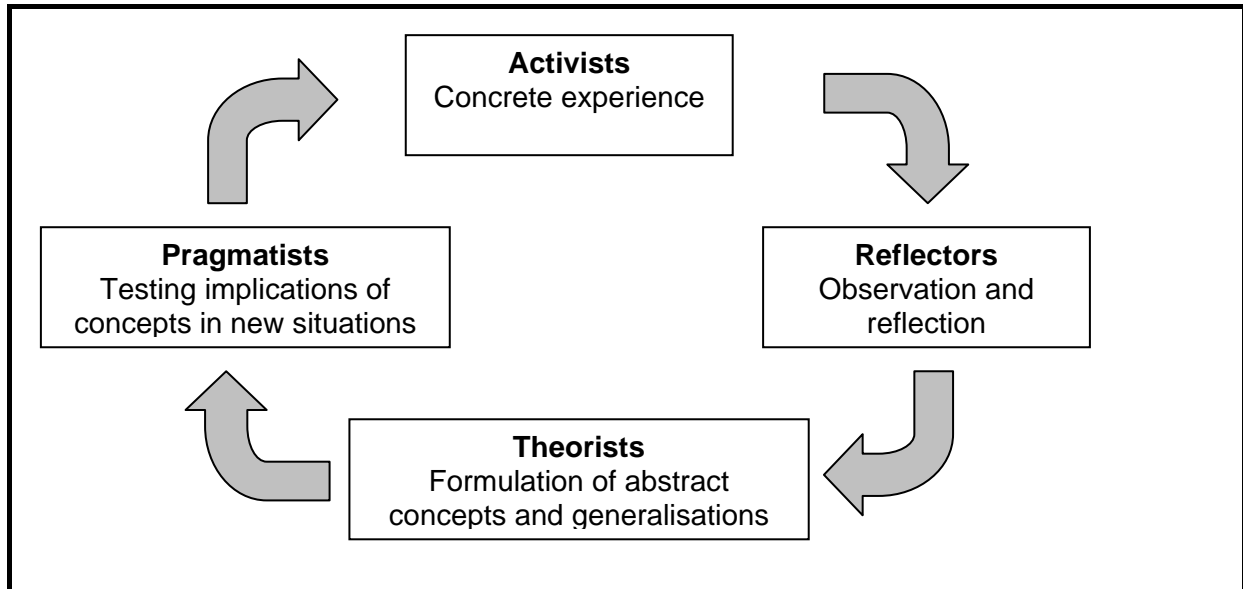 Activists
Concrete experience
Pragmatists
Testing implications of
concepts in new situations
Reflectors
Observation and
reflection
Theorists
Formulation of abstract
concepts and generalisations